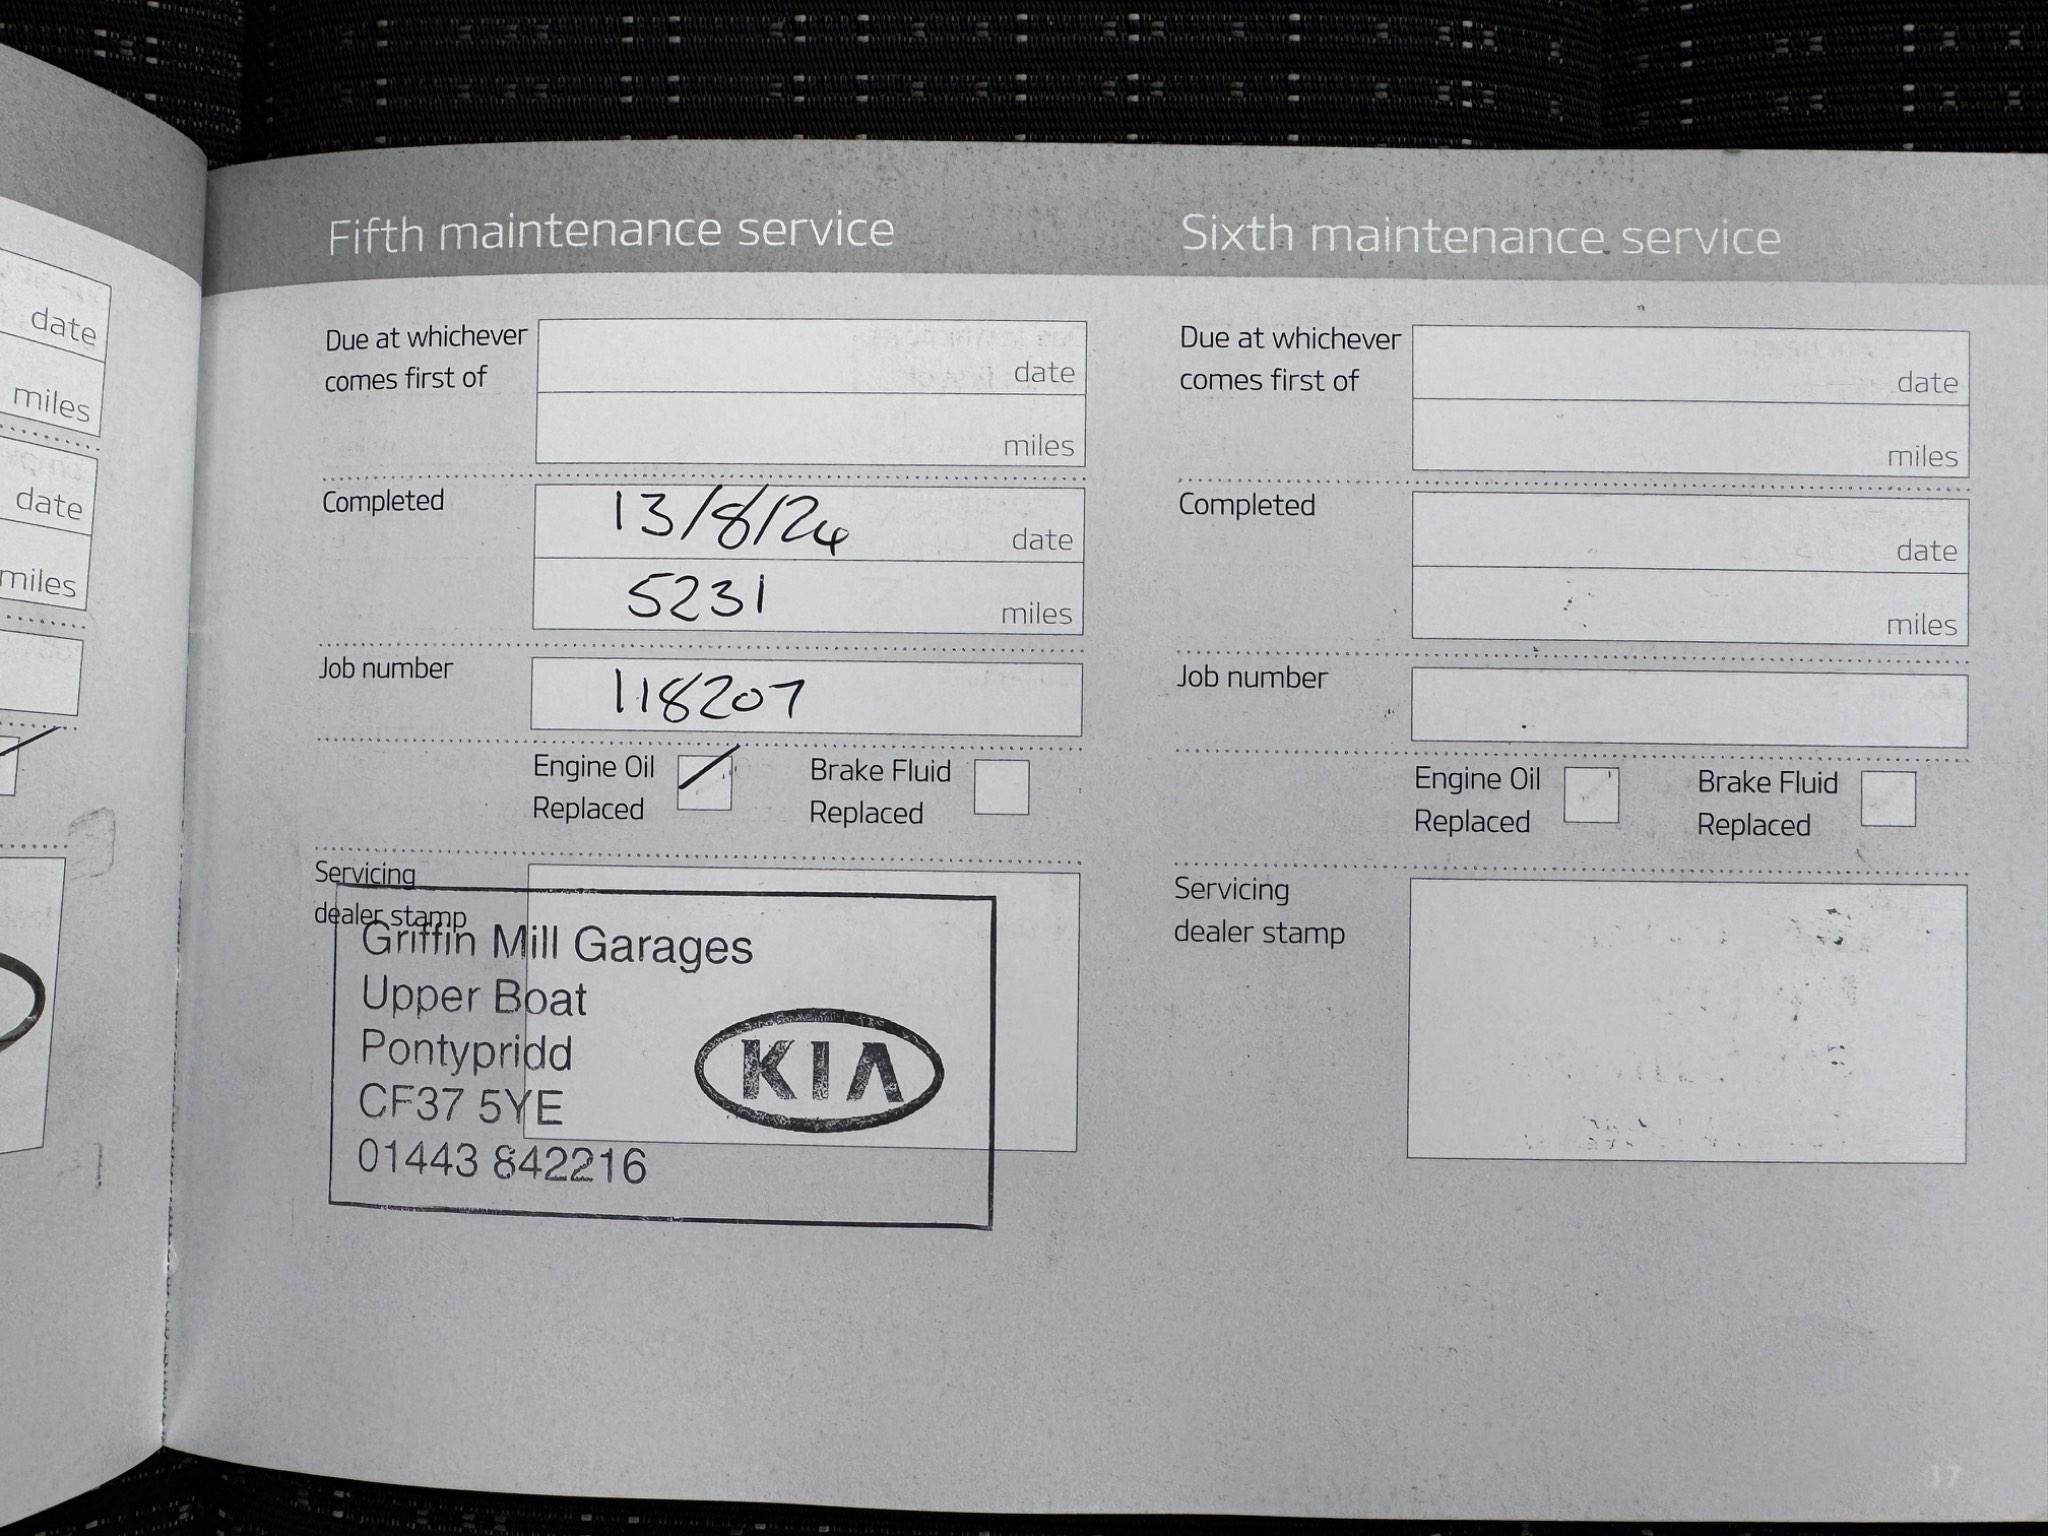 date
miles
date
miles
Fifth maintenance service
Due at whichever
comes first of
date
miles
Completed
13/8/24
date
5231
miles
Job number
118207
Engine Oil
Replaced
Brake Fluid
Replaced
Servicing
dealer stamp
Griffin Mill Garages
Upper Boat
Pontypridd
CF37 5YE
01443 842216
KIA
Sixth maintenance service
Due at whichever
comes first of
date
miles
Completed
date
miles
Job number
Engine Oil
Replaced
Brake Fluid
Replaced
Servicing
dealer stamp
17